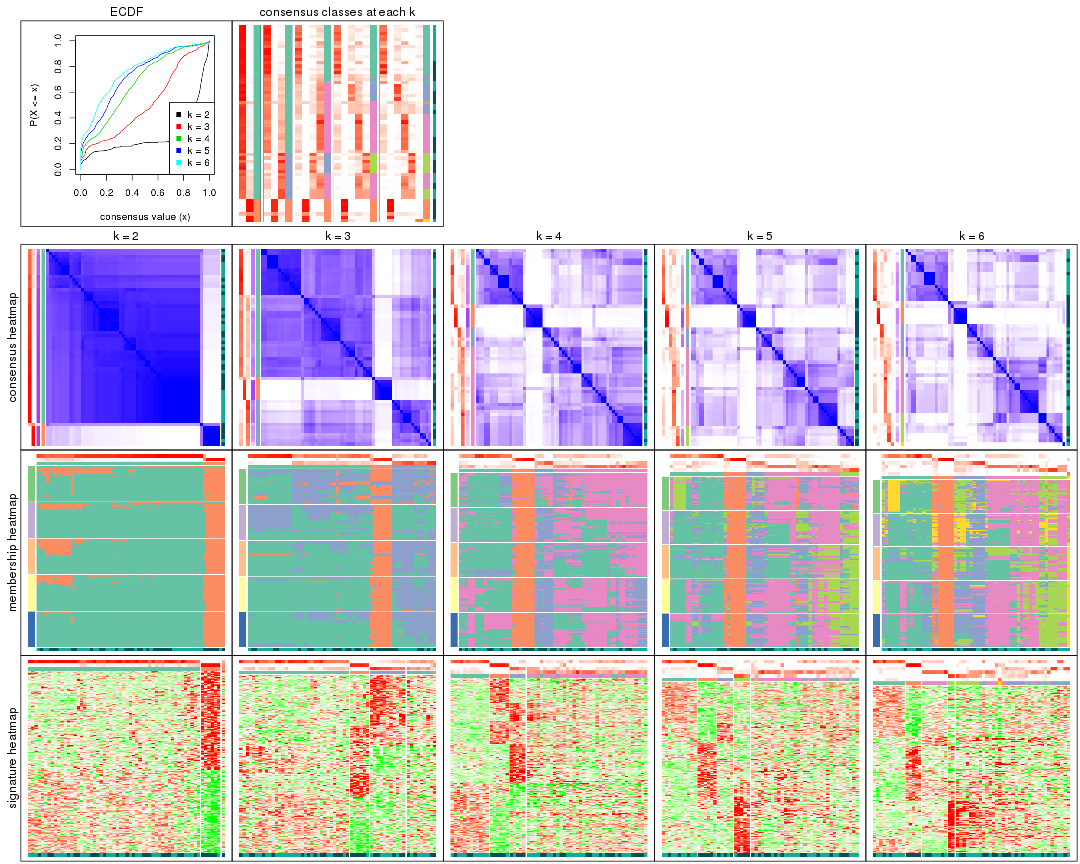 ECDF
consensus classes at each k
P(X <= x)
0.0 0.2 0.4 0.6 0.8 1.0
k = 2
k = 3
k = 4
k = 5
k = 6
0.0 0.2 0.4 0.6 0.8 1.0
consensus value (x)
k = 2 k = 3 k = 4 k = 5 k = 6
consensus heatmap
membership heatmap
signature heatmap